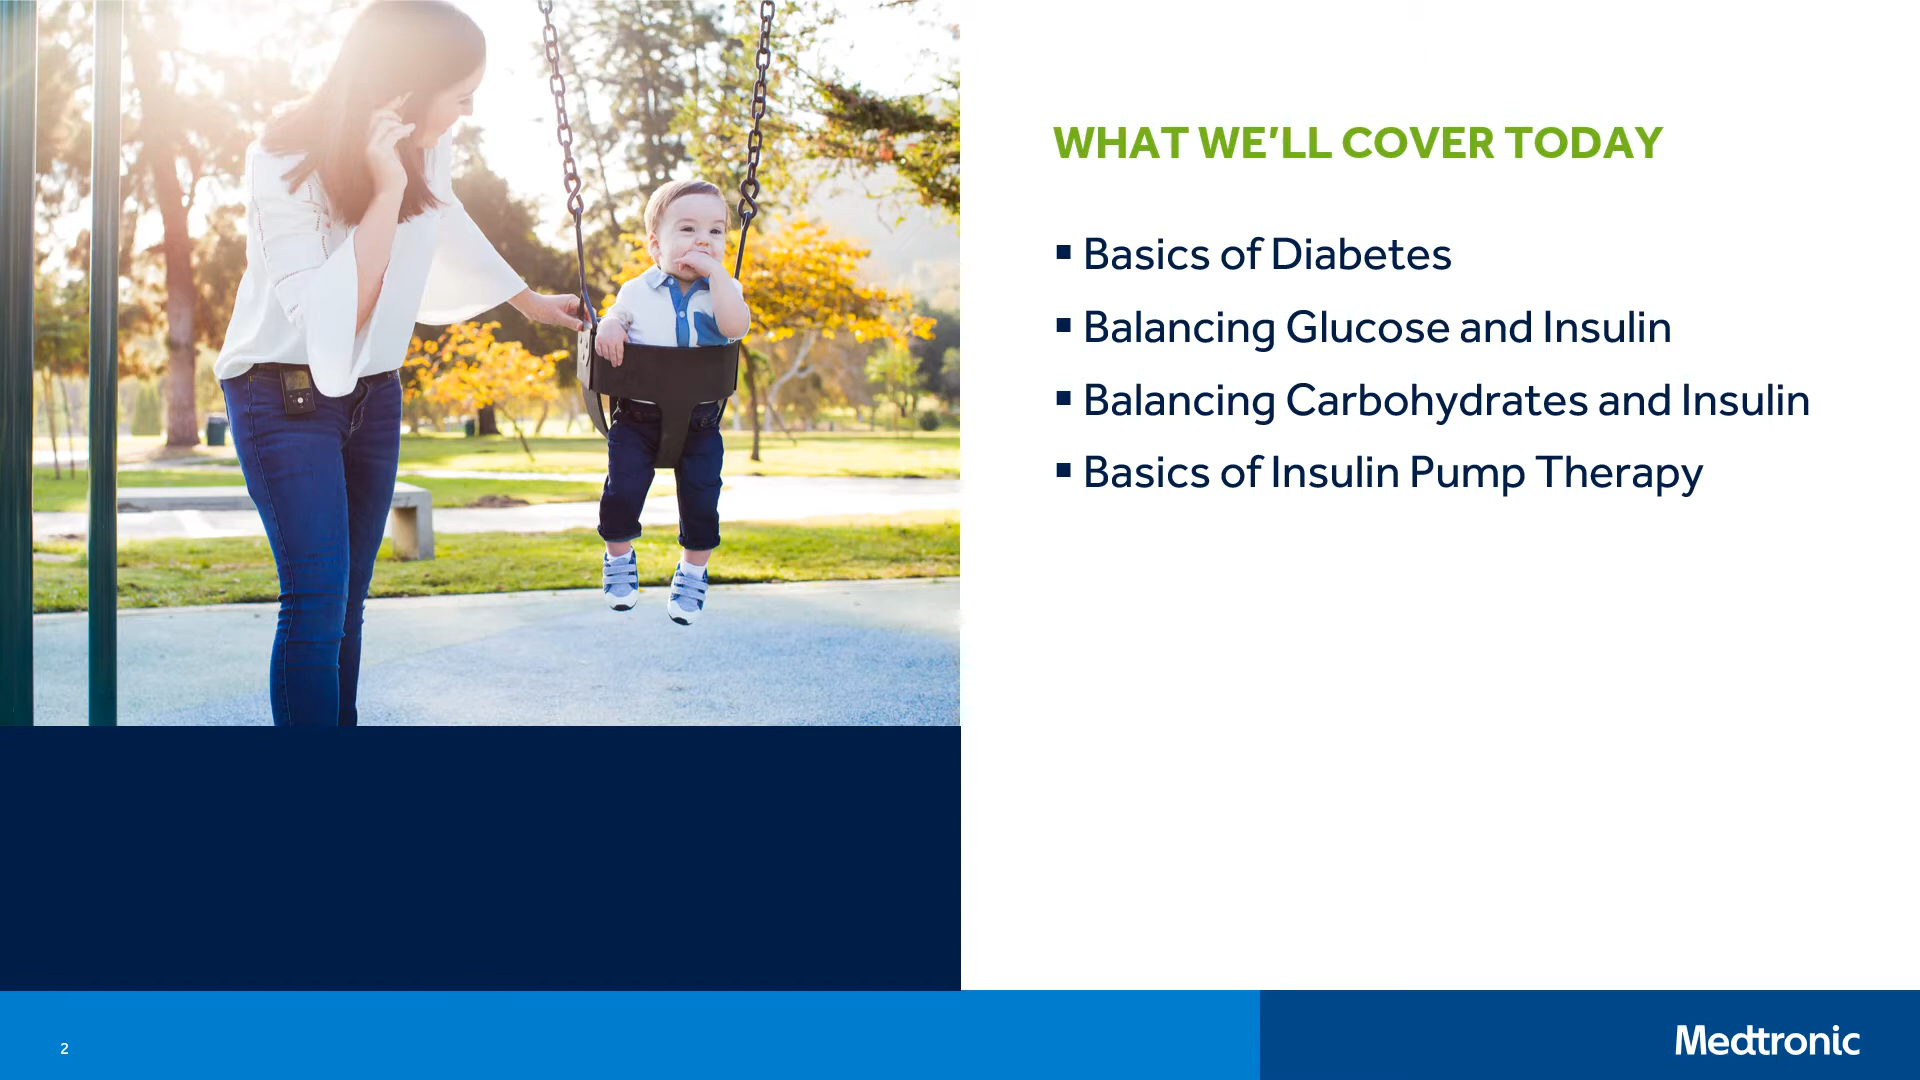 WHAT WE’LL COVER TODAY
▪ Basics of Diabetes
▪ Balancing Glucose and Insulin
▪ Balancing Carbohydrates and Insulin
▪ Basics of Insulin Pump Therapy
2
Medtronic